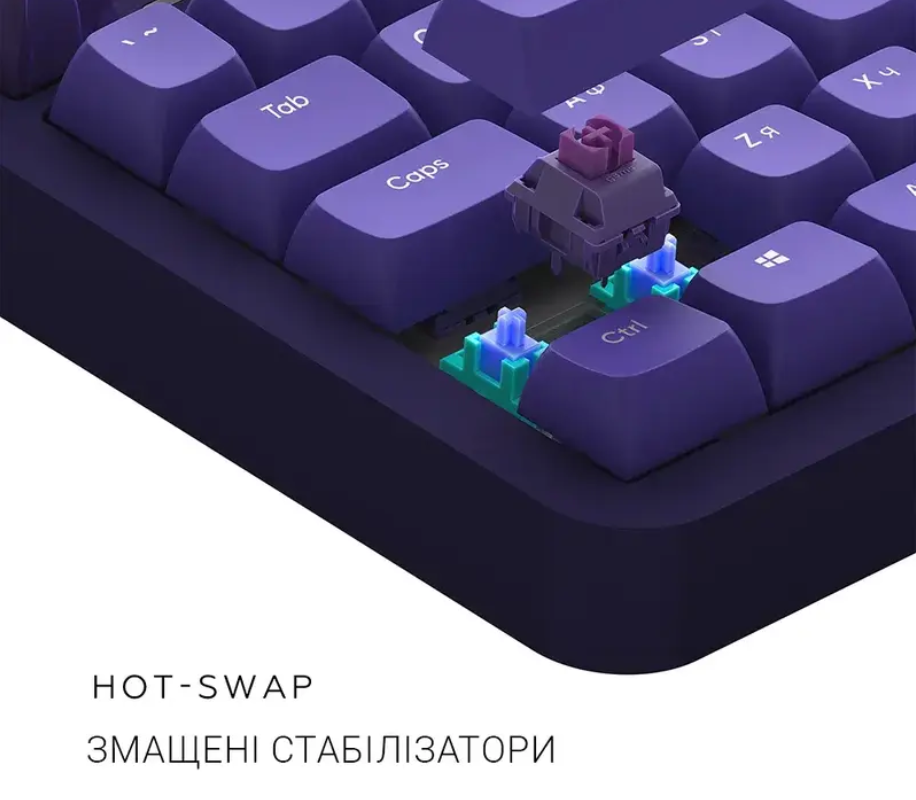 ` ~
Tab
Caps
A Ф
Z Я
X Ч
Ctrl
HOT-SWAP
ЗМАЩЕНІ СТАБІЛІЗАТОРИ